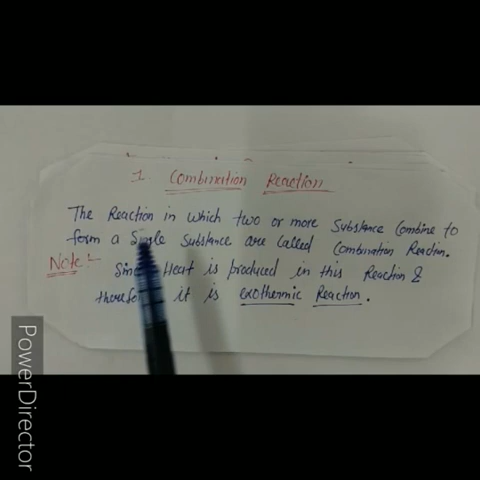 1. Combination Reaction
The Reaction in which two or more Substance Combine to
form a Single Substance are Called Combination Reaction.
Note:-
Heat is produced in this Reaction &
it is exothermic Reaction.
PowerDirector